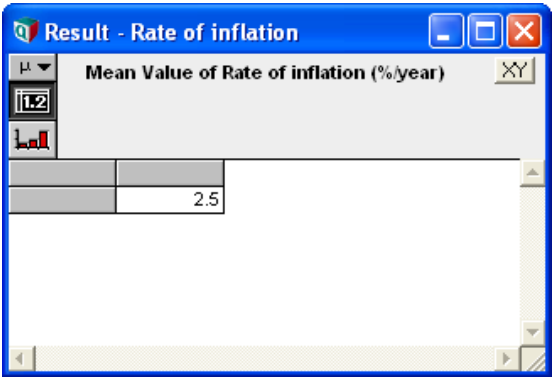 Result - Rate of inflation
μ
Mean Value of Rate of inflation (%/year)
XY
1.2
2.5